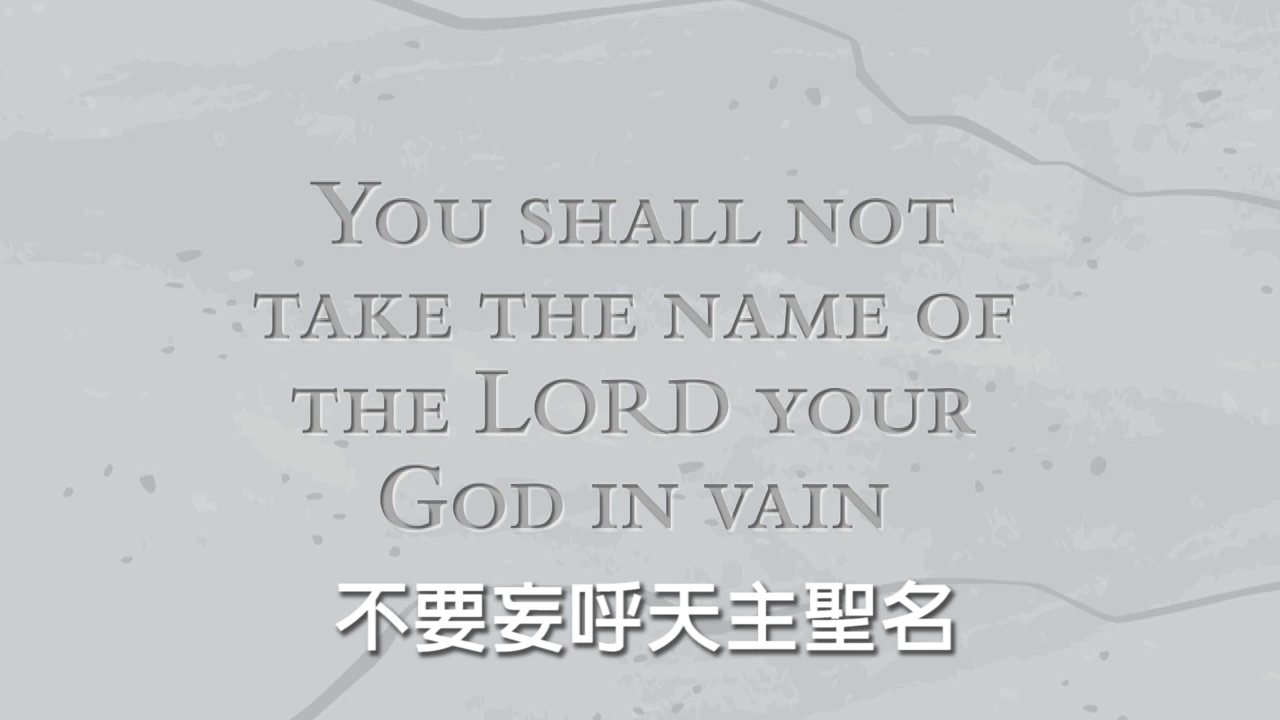 You shall not
take the name of
the LORD your
God in vain
不要妄呼天主聖名